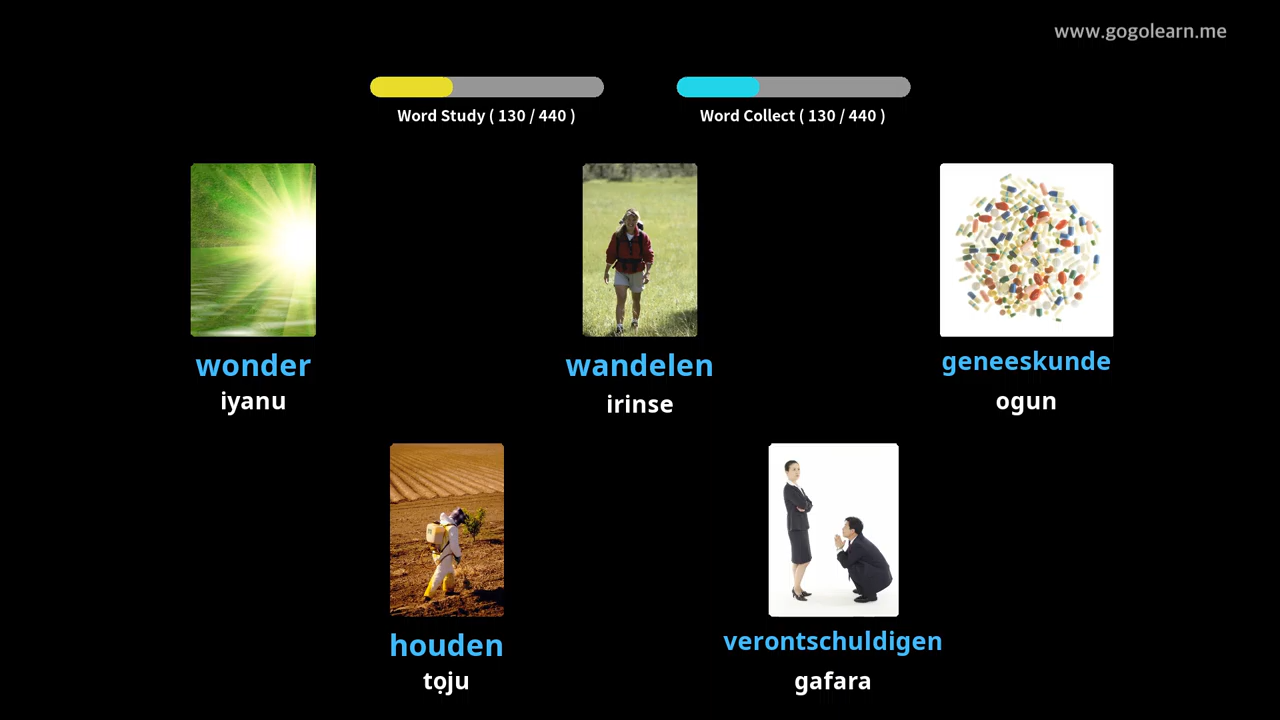 www.gogolearn.me
Word Study ( 130 / 440 )
Word Collect ( 130 / 440 )
wonder
iyanu
wandelen
irinse
geneeskunde
ogun
houden
tọju
verontschuldigen
gafara